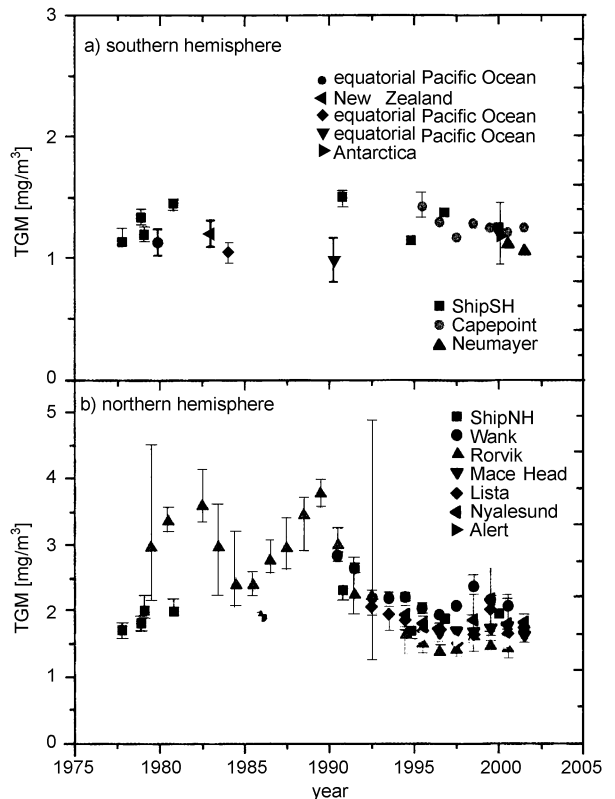 3
a) southern hemisphere
equatorial Pacific Ocean
New Zealand
equatorial Pacific Ocean
equatorial Pacific Ocean
Antarctica
2
TGM [mg/m³]
1
ShipSH
Capepoint
Neumayer
0
b) northern hemisphere
5
ShipNH
Wank
Rorvik
Mace Head
Lista
Nyalesund
Alert
4
3
TGM [mg/m³]
2
1
0
1975 1980 1985 1990 1995 2000 2005
year